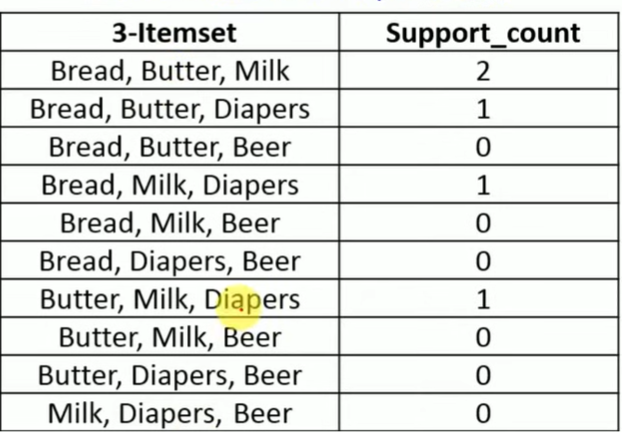 3-Itemset Support_count
Bread, Butter, Milk 2
Bread, Butter, Diapers 1
Bread, Butter, Beer 0
Bread, Milk, Diapers 1
Bread, Milk, Beer 0
Bread, Diapers, Beer 0
Butter, Milk, Diapers 1
Butter, Milk, Beer 0
Butter, Diapers, Beer 0
Milk, Diapers, Beer 0